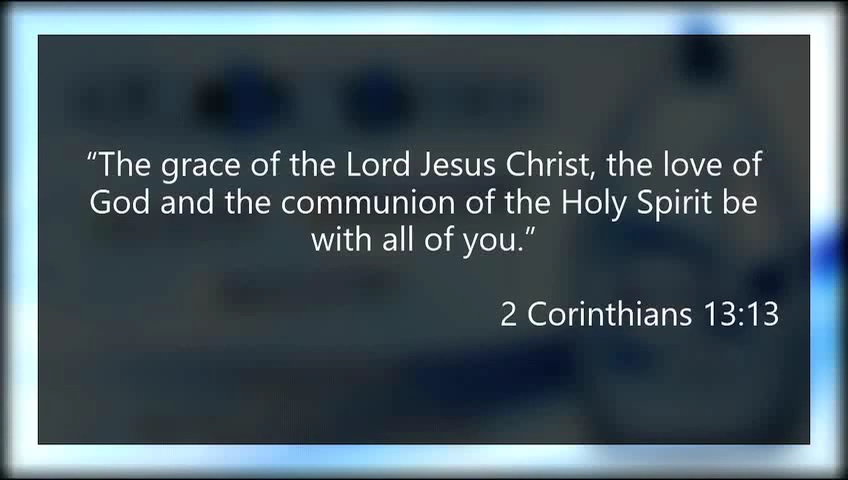 “The grace of the Lord Jesus Christ, the love of
God and the communion of the Holy Spirit be
with all of you.”
2 Corinthians 13:13